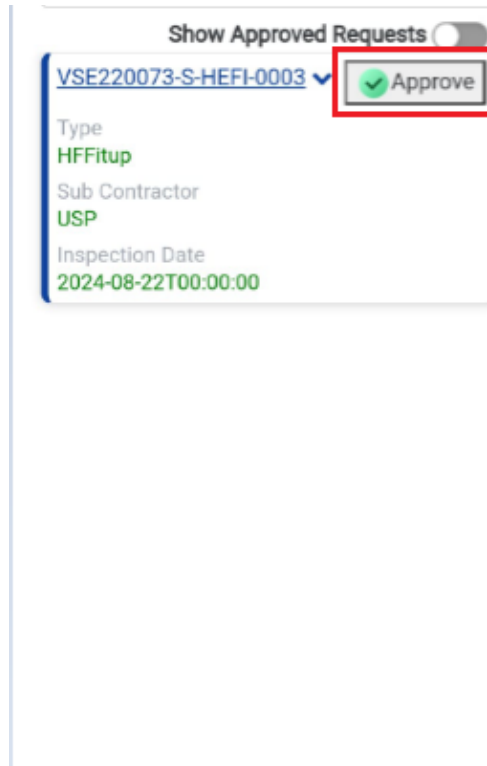 Show Approved Requests
VSE220073-S-HEFI-0003
Approve
Type
HFFitup
Sub Contractor
USP
Inspection Date
2024-08-22T00:00:00